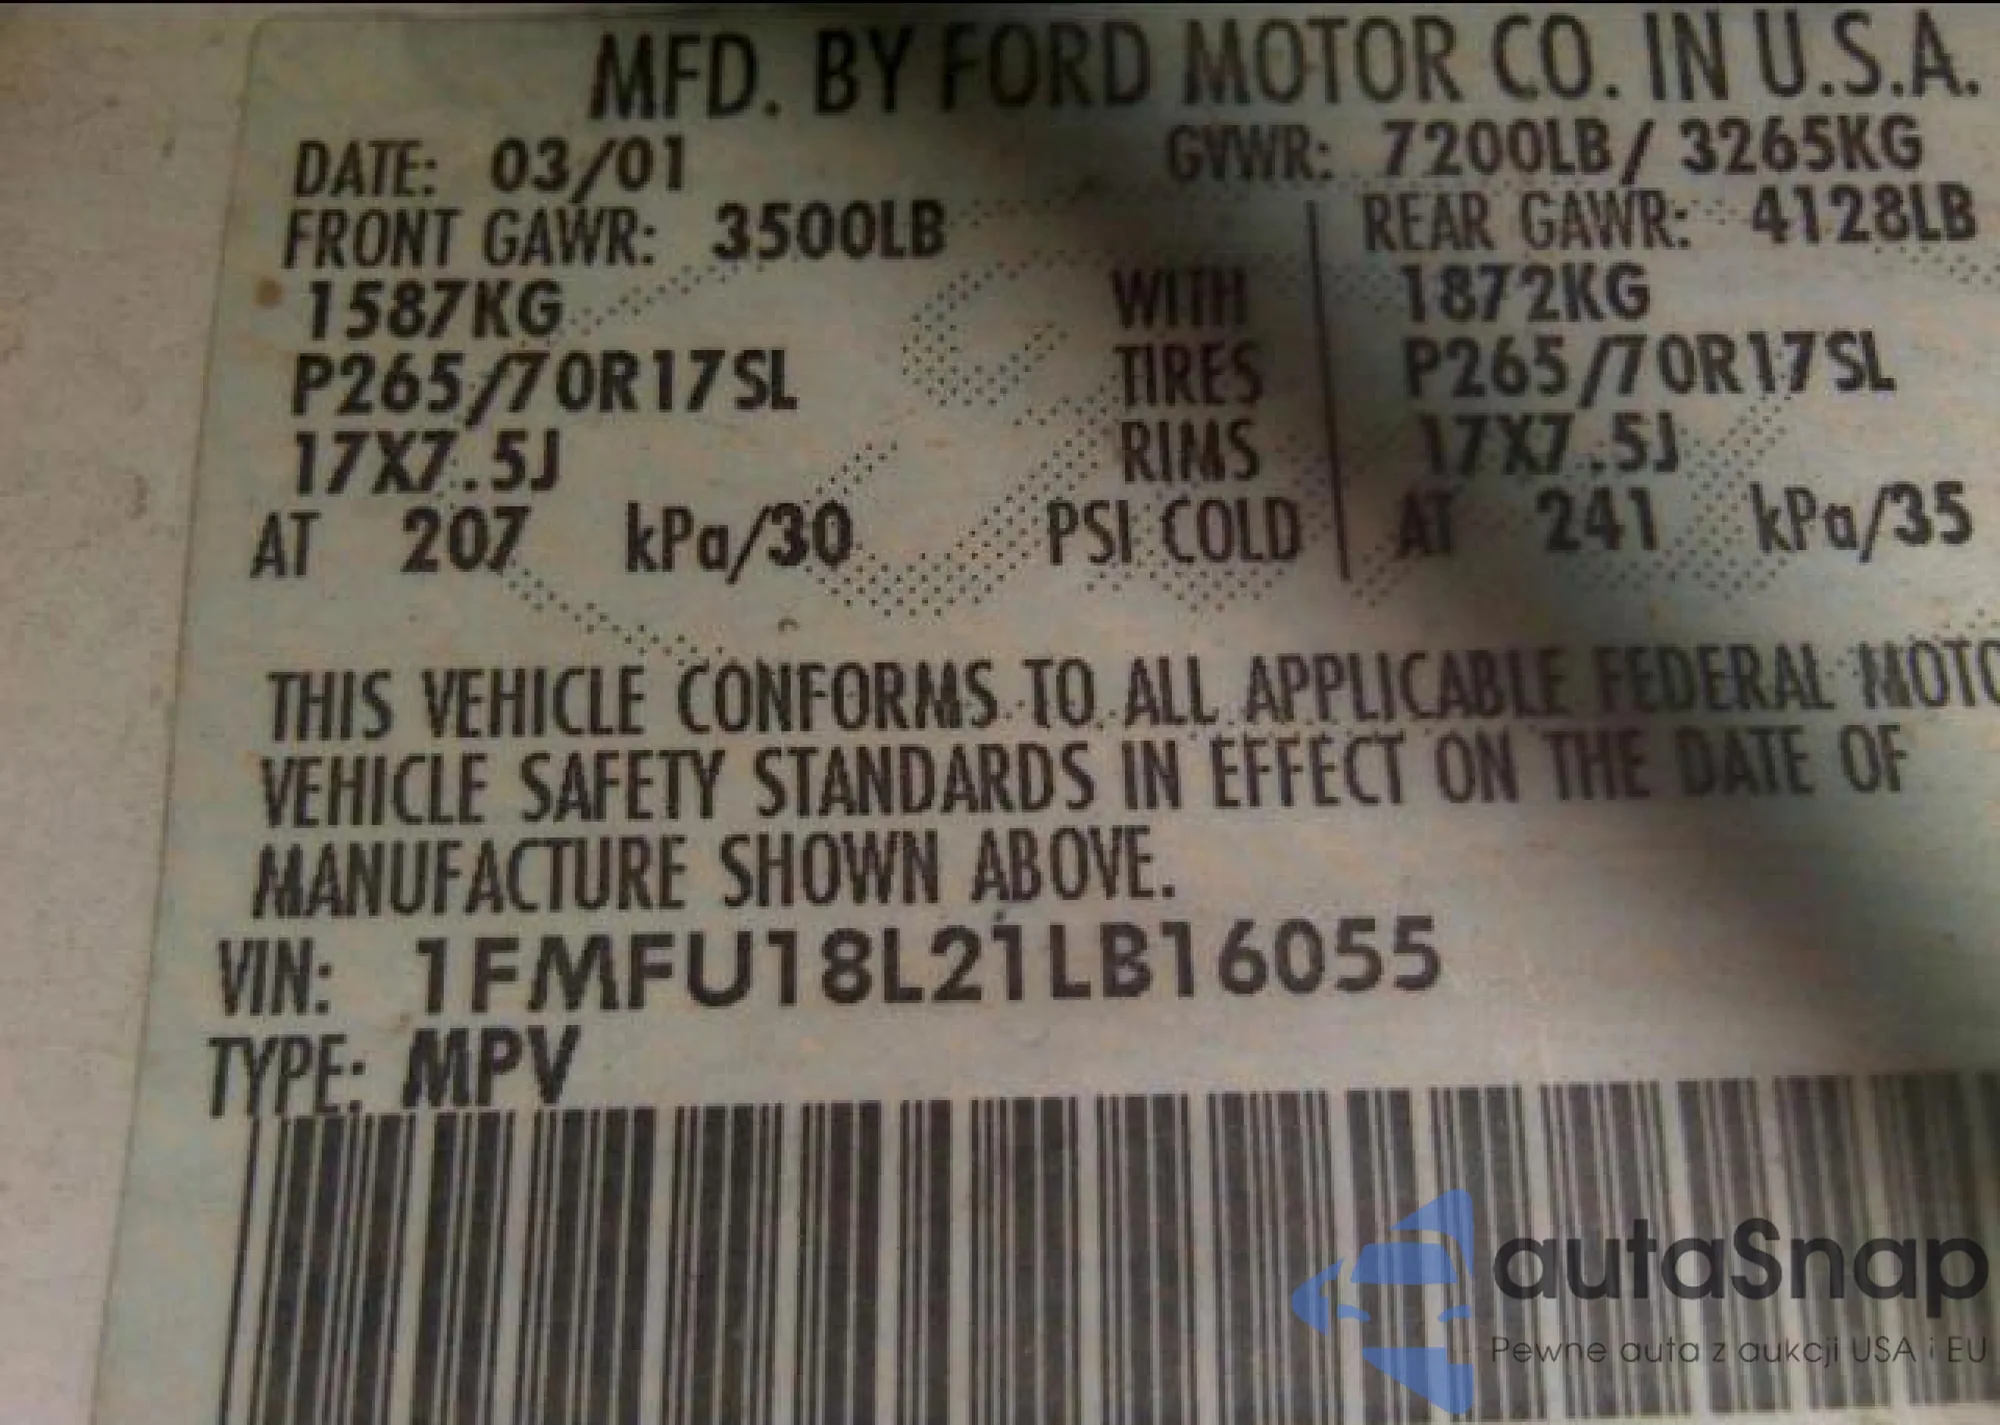 MFD. BY FORD MOTOR CO. IN U.S.A.
DATE: 03/01 GVWR: 7200LB / 3265KG
FRONT GAWR: 3500LB REAR GAWR: 4128LB
1587KG WITH 1872KG
P265/70R17SL TIRES P265/70R17SL
17X7.5J RIMS 17X7.5J
AT 207 kPa/30 PSI COLD AT 241 kPa/35
THIS VEHICLE CONFORMS TO ALL APPLICABLE FEDERAL MOTO
VEHICLE SAFETY STANDARDS IN EFFECT ON THE DATE OF
MANUFACTURE SHOWN ABOVE.
VIN: 1FMFU18L21LB16055
TYPE: MPV
autaSnap
Pewne auta z aukcji USA i EU